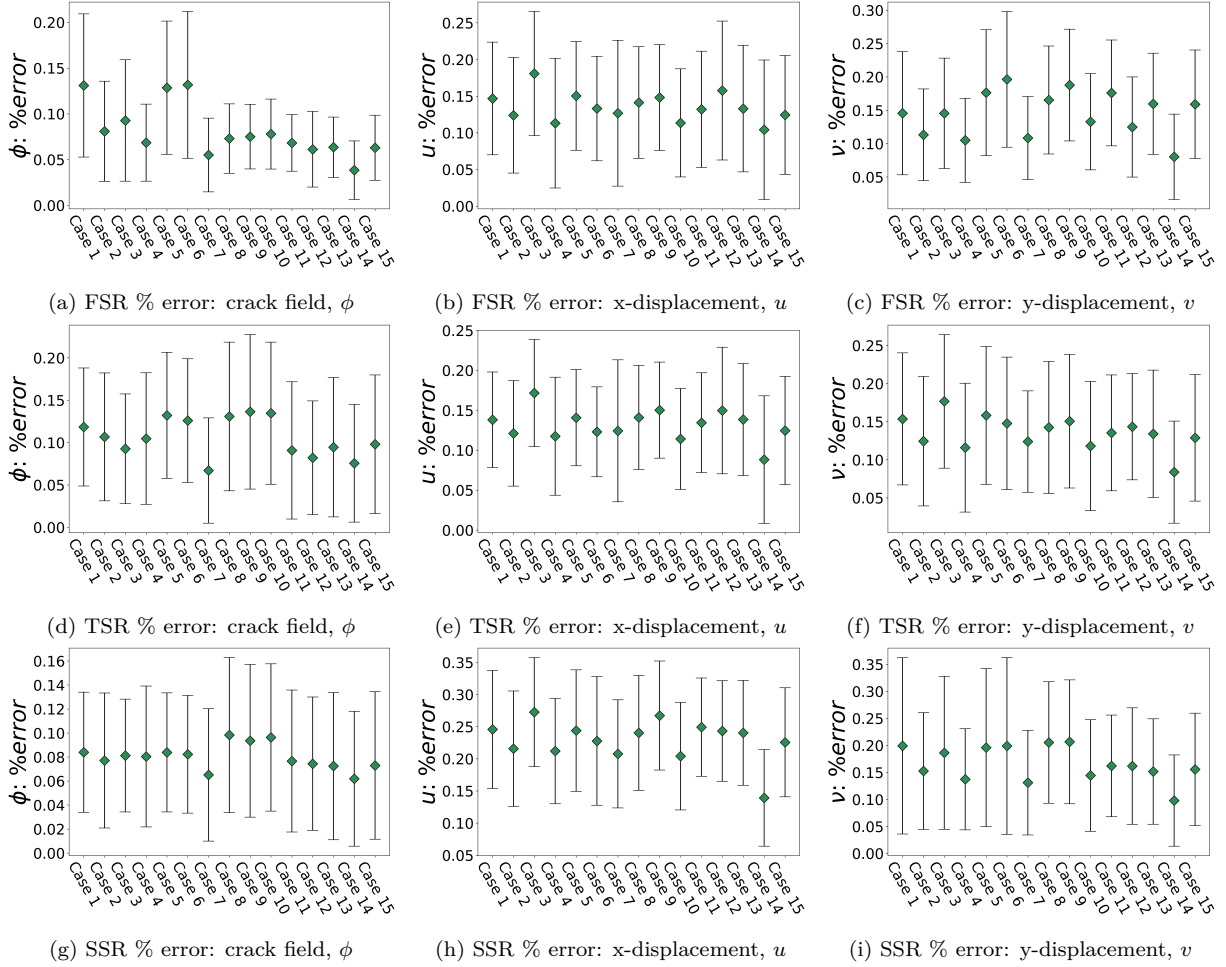 ϕ: %error
0.20
0.15
0.10
0.05
0.00
Case 1
Case 2
Case 3
Case 4
Case 5
Case 6
Case 7
Case 8
Case 9
Case 10
Case 11
Case 12
Case 13
Case 14
Case 15
(a) FSR % error: crack field, ϕ
u: %error
0.25
0.20
0.15
0.10
0.05
0.00
Case 1
Case 2
Case 3
Case 4
Case 5
Case 6
Case 7
Case 8
Case 9
Case 10
Case 11
Case 12
Case 13
Case 14
Case 15
(b) FSR % error: x-displacement, u
v: %error
0.30
0.25
0.20
0.15
0.10
0.05
Case 1
Case 2
Case 3
Case 4
Case 5
Case 6
Case 7
Case 8
Case 9
Case 10
Case 11
Case 12
Case 13
Case 14
Case 15
(c) FSR % error: y-displacement, v
ϕ: %error
0.20
0.15
0.10
0.05
0.00
Case 1
Case 2
Case 3
Case 4
Case 5
Case 6
Case 7
Case 8
Case 9
Case 10
Case 11
Case 12
Case 13
Case 14
Case 15
(d) TSR % error: crack field, ϕ
u: %error
0.25
0.20
0.15
0.10
0.05
0.00
Case 1
Case 2
Case 3
Case 4
Case 5
Case 6
Case 7
Case 8
Case 9
Case 10
Case 11
Case 12
Case 13
Case 14
Case 15
(e) TSR % error: x-displacement, u
v: %error
0.25
0.20
0.15
0.10
0.05
Case 1
Case 2
Case 3
Case 4
Case 5
Case 6
Case 7
Case 8
Case 9
Case 10
Case 11
Case 12
Case 13
Case 14
Case 15
(f) TSR % error: y-displacement, v
ϕ: %error
0.16
0.14
0.12
0.10
0.08
0.06
0.04
0.02
0.00
Case 1
Case 2
Case 3
Case 4
Case 5
Case 6
Case 7
Case 8
Case 9
Case 10
Case 11
Case 12
Case 13
Case 14
Case 15
(g) SSR % error: crack field, ϕ
u: %error
0.35
0.30
0.25
0.20
0.15
0.10
0.05
Case 1
Case 2
Case 3
Case 4
Case 5
Case 6
Case 7
Case 8
Case 9
Case 10
Case 11
Case 12
Case 13
Case 14
Case 15
(h) SSR % error: x-displacement, u
v: %error
0.35
0.30
0.25
0.20
0.15
0.10
0.05
0.00
Case 1
Case 2
Case 3
Case 4
Case 5
Case 6
Case 7
Case 8
Case 9
Case 10
Case 11
Case 12
Case 13
Case 14
Case 15
(i) SSR % error: y-displacement, v